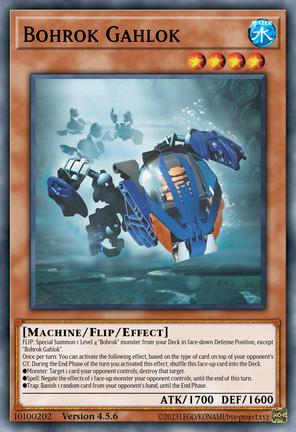 Bohrok Gahlok
WATER
水
[Machine/Flip/Effect]
FLIP: Special Summon 1 Level 4 "Bohrok" monster from your Deck in face-down Defense Position, except
"Bohrok Gahlok".
Once per turn: You can activate the following effect, based on the type of card on top of your opponent's
GY. During the End Phase of the turn you activated this effect, shuffle this face-up card into the Deck.
●Monster: Target 1 card your opponent controls; destroy that target.
●Spell: Negate the effects of 1 face-up monster your opponent controls, until the end of this turn.
●Trap: Banish 1 random card from your opponent's hand, until the End Phase.
ATK/1700 DEF/1600
10100202 Version 4.5.6 ©2023LEGO/KONAMI/bye-project.xyz